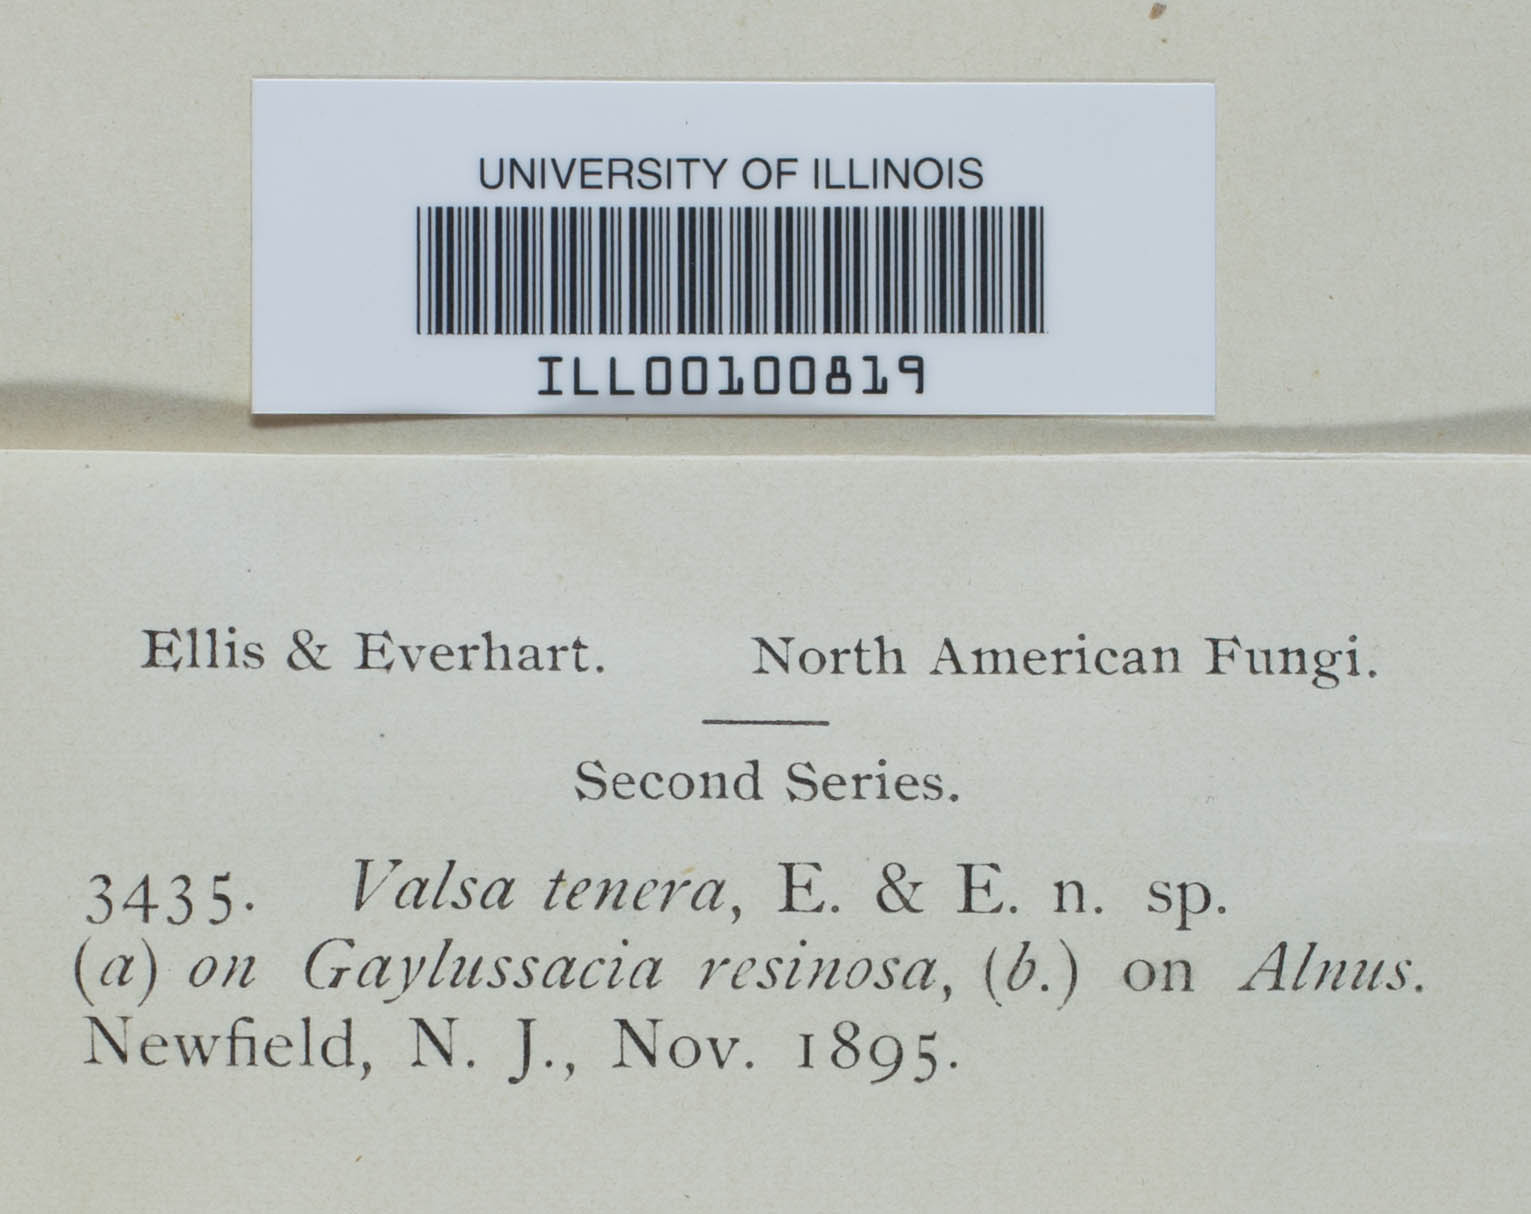 UNIVERSITY OF ILLINOIS
ILL00100819
Ellis & Everhart. North American Fungi.
Second Series.
3435. Valsa tenera, E. & E. n. sp.
(a) on Gaylussacia resinosa, (b.) on Alnus.
Newfield, N. J., Nov. 1895.